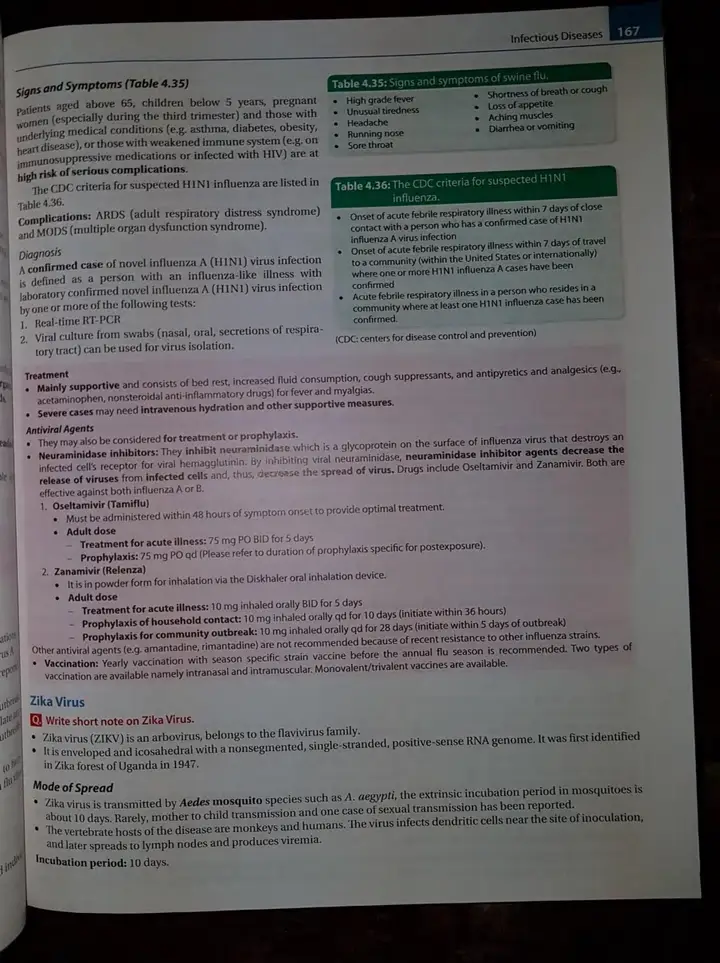 Infectious Diseases 167
Signs and Symptoms (Table 4.35)
Patients aged above 65, children below 5 years, pregnant
women (especially during the third trimester) and those with
underlying medical conditions (e.g. asthma, diabetes, obesity,
heart disease), or those with weakened immune system (e.g. on
immunosuppressive medications or infected with HIV) are at
high risk of serious complications.
The CDC criteria for suspected H1N1 influenza are listed in
Table 4.36.
Complications: ARDS (adult respiratory distress syndrome)
and MODS (multiple organ dysfunction syndrome).
Diagnosis
A confirmed case of novel influenza A (H1N1) virus infection
is defined as a person with an influenza-like illness with
laboratory confirmed novel influenza A (H1N1) virus infection
by one or more of the following tests:
1. Real-time RT-PCR
2. Viral culture from swabs (nasal, oral, secretions of respira-
tory tract) can be used for virus isolation.
Table 4.35: Signs and symptoms of swine flu.
• High grade fever
• Unusual tiredness
• Headache
• Running nose
• Sore throat
• Shortness of breath or cough
• Loss of appetite
• Aching muscles
• Diarrhea or vomiting
Table 4.36: The CDC criteria for suspected H1N1
influenza.
• Onset of acute febrile respiratory illness within 7 days of close
contact with a person who has a confirmed case of H1N1
influenza A virus infection
• Onset of acute febrile respiratory illness within 7 days of travel
to a community (within the United States or internationally)
where one or more H1N1 influenza A cases have been
confirmed
• Acute febrile respiratory illness in a person who resides in a
community where at least one H1N1 influenza case has been
confirmed.
(CDC: centers for disease control and prevention)
Treatment
• Mainly supportive and consists of bed rest, increased fluid consumption, cough suppressants, and antipyretics and analgesics (e.g.,
acetaminophen, nonsteroidal anti-inflammatory drugs) for fever and myalgias.
• Severe cases may need intravenous hydration and other supportive measures.
Antiviral Agents
• They may also be considered for treatment or prophylaxis.
• Neuraminidase inhibitors: They inhibit neuraminidase which is a glycoprotein on the surface of influenza virus that destroys an
infected cell's receptor for viral hemagglutinin. By inhibiting viral neuraminidase, neuraminidase inhibitor agents decrease the
release of viruses from infected cells and, thus, decrease the spread of virus. Drugs include Oseltamivir and Zanamivir. Both are
effective against both influenza A or B.
1. Oseltamivir (Tamiflu)
• Must be administered within 48 hours of symptom onset to provide optimal treatment.
• Adult dose
– Treatment for acute illness: 75 mg PO BID for 5 days
– Prophylaxis: 75 mg PO qd (Please refer to duration of prophylaxis specific for postexposure).
2. Zanamivir (Relenza)
• It is in powder form for inhalation via the Diskhaler oral inhalation device.
• Adult dose
– Treatment for acute illness: 10 mg inhaled orally BID for 5 days
– Prophylaxis of household contact: 10 mg inhaled orally qd for 10 days (initiate within 36 hours)
– Prophylaxis for community outbreak: 10 mg inhaled orally qd for 28 days (initiate within 5 days of outbreak)
Other antiviral agents (e.g. amantadine, rimantadine) are not recommended because of recent resistance to other influenza strains.
• Vaccination: Yearly vaccination with season specific strain vaccine before the annual flu season is recommended. Two types of
vaccination are available namely intranasal and intramuscular. Monovalent/trivalent vaccines are available.
Zika Virus
Q. Write short note on Zika Virus.
• Zika virus (ZIKV) is an arbovirus, belongs to the flavivirus family.
• It is enveloped and icosahedral with a nonsegmented, single-stranded, positive-sense RNA genome. It was first identified
in Zika forest of Uganda in 1947.
Mode of Spread
• Zika virus is transmitted by Aedes mosquito species such as A. aegypti, the extrinsic incubation period in mosquitoes is
about 10 days. Rarely, mother to child transmission and one case of sexual transmission has been reported.
• The vertebrate hosts of the disease are monkeys and humans. The virus infects dendritic cells near the site of inoculation,
and later spreads to lymph nodes and produces viremia.
Incubation period: 10 days.